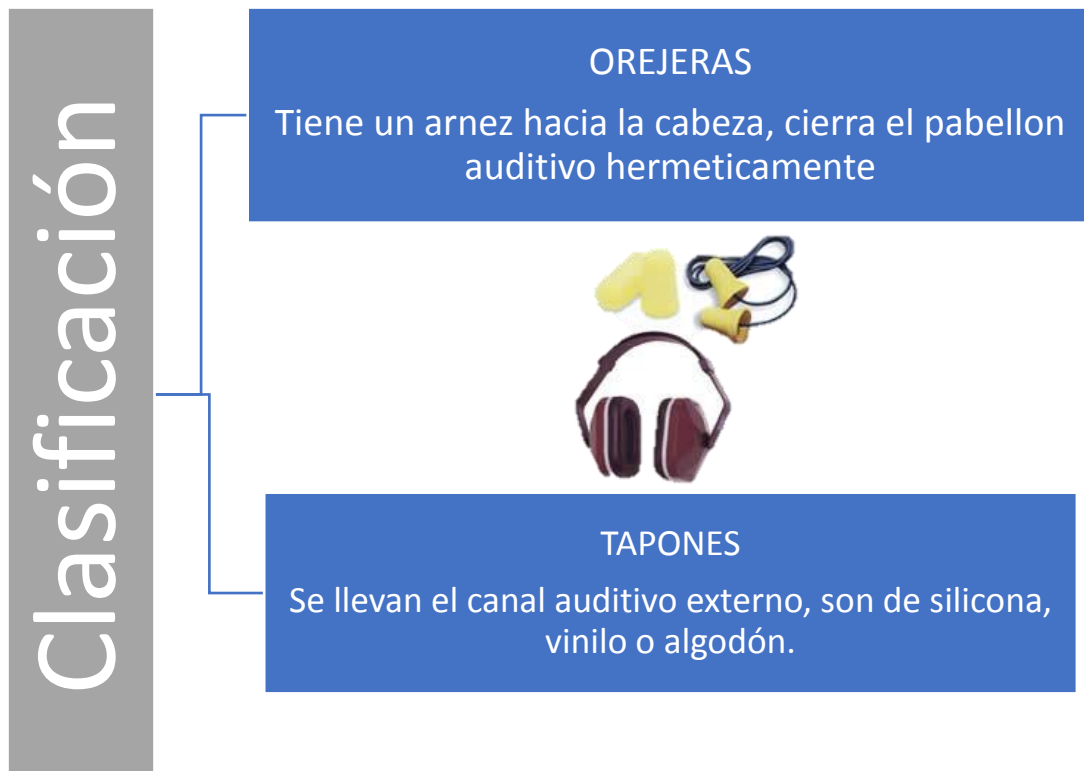 Clasificación
OREJERAS
Tiene un arnez hacia la cabeza, cierra el pabellon
auditivo hermeticamente
TAPONES
Se llevan el canal auditivo externo, son de silicona,
vinilo o algodón.